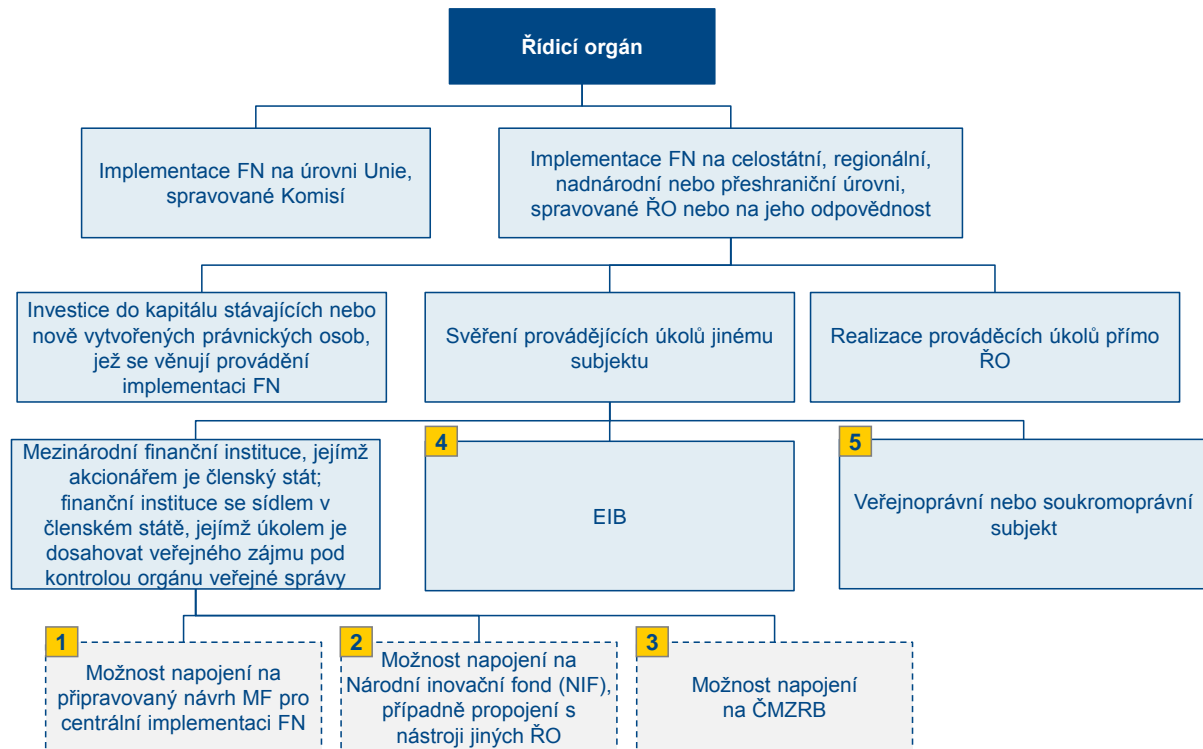 Řídicí orgán
Implementace FN na úrovni Unie,
spravované Komisí
Implementace FN na celostátní, regionální,
nadnárodní nebo přeshraniční úrovni,
spravované ŘO nebo na jeho odpovědnost
Investice do kapitálu stávajících nebo
nově vytvořených právnických osob,
jež se věnují provádění
implementaci FN
Svěření provádějících úkolů jinému
subjektu
Realizace prováděcích úkolů přímo
ŘO
Mezinárodní finanční instituce, jejímž
akcionářem je členský stát;
finanční instituce se sídlem v
členském státě, jejímž úkolem je
dosahovat veřejného zájmu pod
kontrolou orgánu veřejné správy
4
EIB
5
Veřejnoprávní nebo soukromoprávní
subjekt
1
Možnost napojení na
připravovaný návrh MF pro
centrální implementaci FN
2
Možnost napojení na
Národní inovační fond (NIF),
případně propojení s
nástroji jiných ŘO
3
Možnost napojení
na ČMZRB